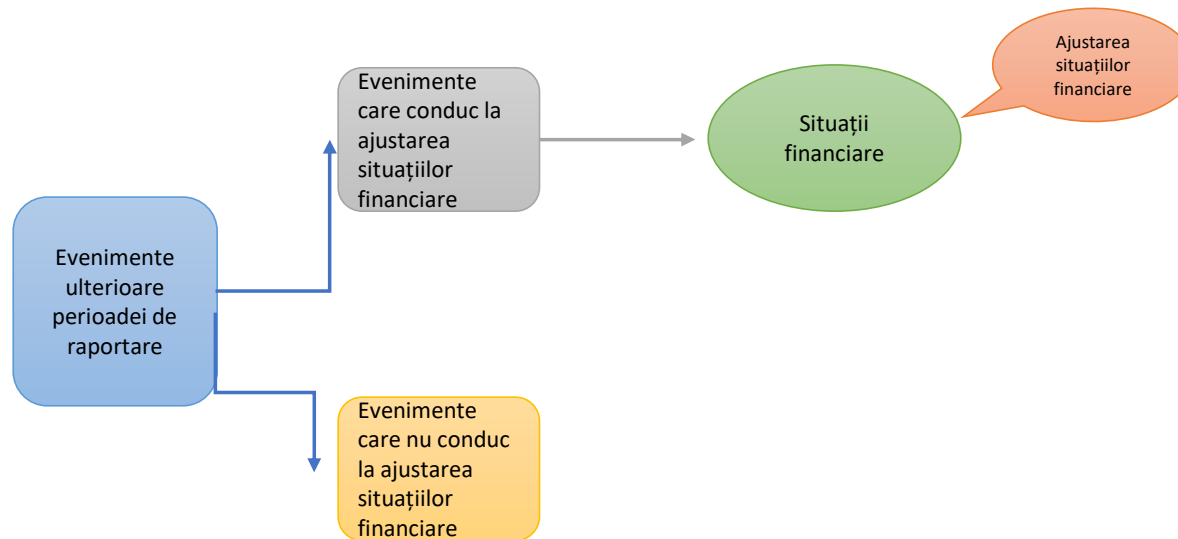 Evenimente
ulterioare
perioadei de
raportare
Evenimente
care conduc la
ajustarea
situațiilor
financiare
Situații
financiare
Ajustarea
situațiilor
financiare
Evenimente
care nu conduc
la ajustarea
situațiilor
financiare